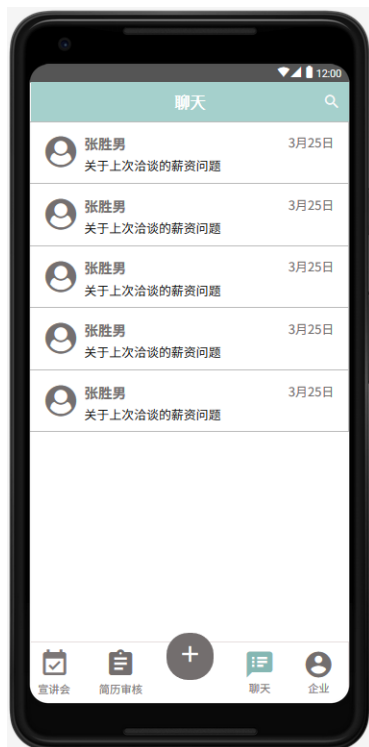 12:00
聊天
张胜男 3月25日
关于上次洽谈的薪资问题
张胜男 3月25日
关于上次洽谈的薪资问题
张胜男 3月25日
关于上次洽谈的薪资问题
张胜男 3月25日
关于上次洽谈的薪资问题
张胜男 3月25日
关于上次洽谈的薪资问题
宣讲会 简历审核 聊天 企业